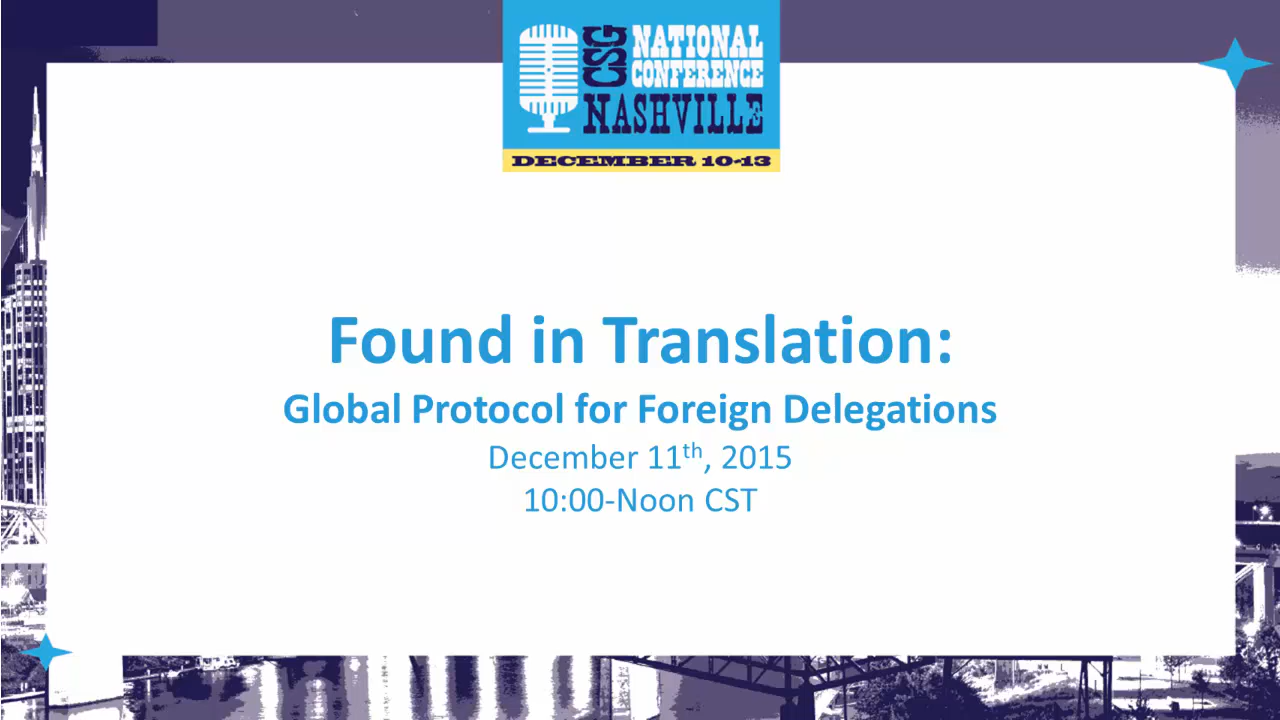 CSG
NATIONAL
CONFERENCE
NASHVILLE
DECEMBER 10-13
Found in Translation:
Global Protocol for Foreign Delegations
December 11th, 2015
10:00-Noon CST